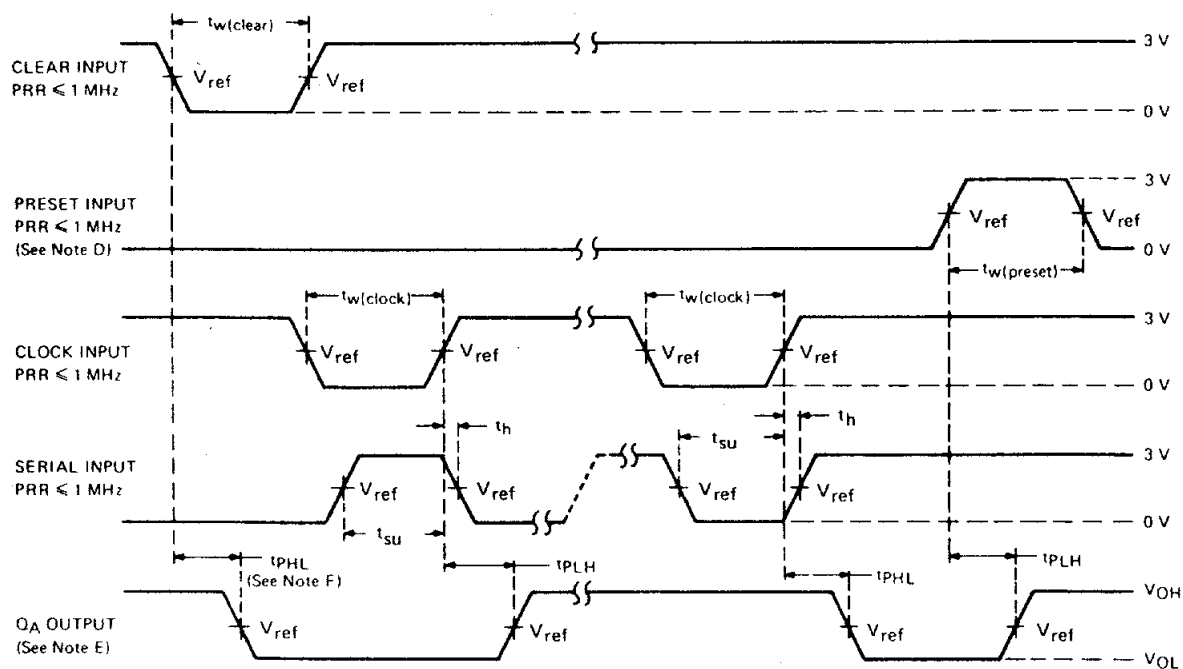 tw(clear)
3 V
CLEAR INPUT
PRR ≤ 1 MHz
Vref
Vref
0 V
3 V
PRESET INPUT
PRR ≤ 1 MHz
(See Note D)
Vref
Vref
0 V
tw(preset)
tw(clock)
tw(clock)
3 V
CLOCK INPUT
PRR ≤ 1 MHz
Vref
Vref
Vref
Vref
0 V
th
tsu
th
3 V
SERIAL INPUT
PRR ≤ 1 MHz
Vref
Vref
Vref
Vref
tsu
0 V
tPHL
(See Note F)
tPLH
tPHL
tPLH
VOH
QA OUTPUT
(See Note E)
Vref
Vref
Vref
Vref
VOL